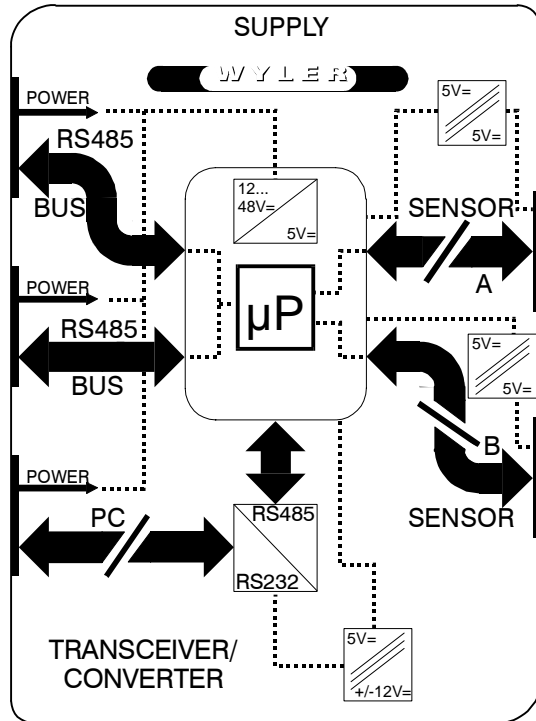 SUPPLY
WYLER
POWER
5V=
5V=
RS485
12...
48V=
5V=
BUS
SENSOR
A
POWER
µP
RS485
BUS
5V=
5V=
B
POWER
SENSOR
PC
RS485
RS232
TRANSCEIVER/
CONVERTER
5V=
+/-12V=